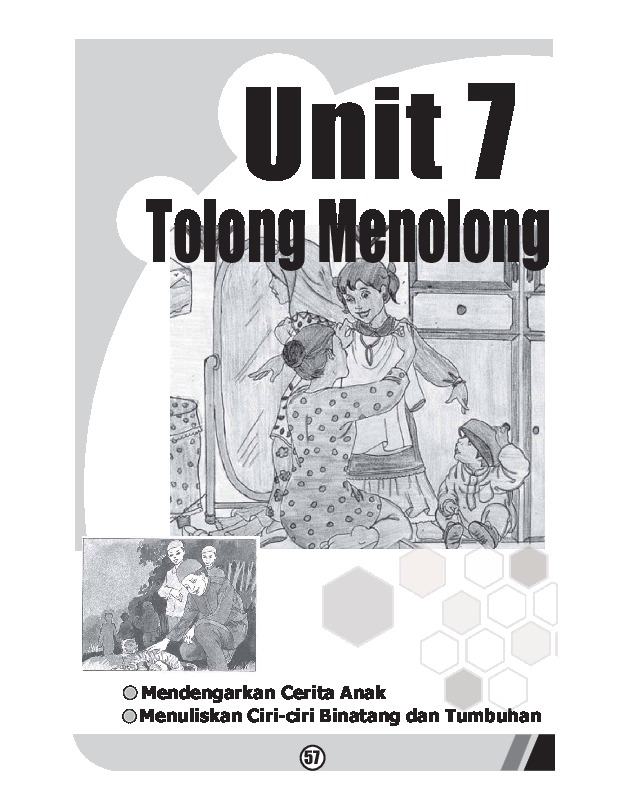 Unit 7
Tolong Menolong
Mendengarkan Cerita Anak
Menuliskan Ciri-ciri Binatang dan Tumbuhan
57